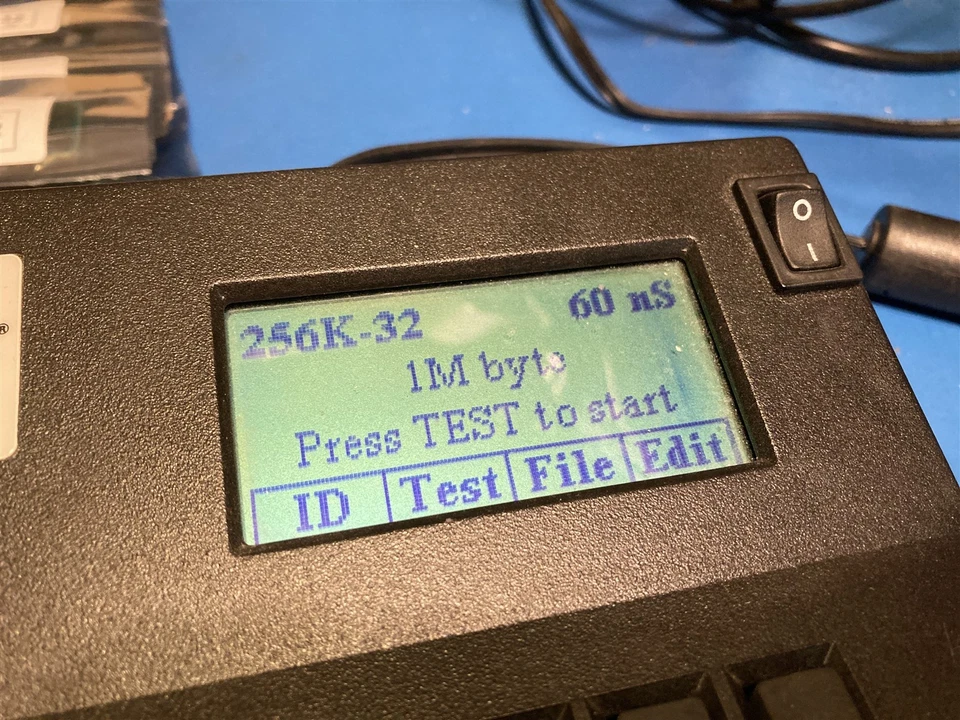 256K-32 60 nS
1M byte
Press TEST to start
ID Test File Edit
O
I
®